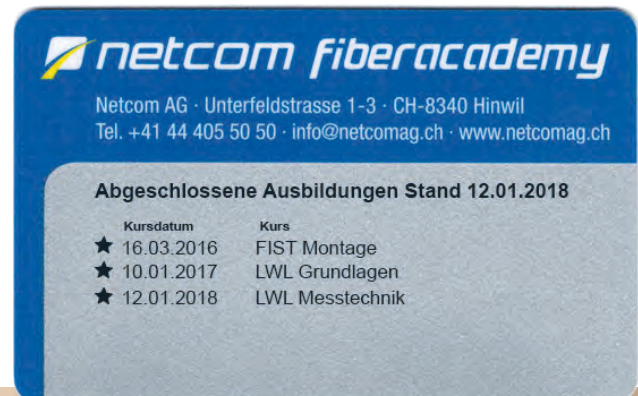 netcom fiberacademy
Netcom AG · Unterfeldstrasse 1-3 · CH-8340 Hinwil
Tel. +41 44 405 50 50 · info@netcomag.ch · www.netcomag.ch
Abgeschlossene Ausbildungen Stand 12.01.2018
Kursdatum Kurs
★ 16.03.2016 FIST Montage
★ 10.01.2017 LWL Grundlagen
★ 12.01.2018 LWL Messtechnik